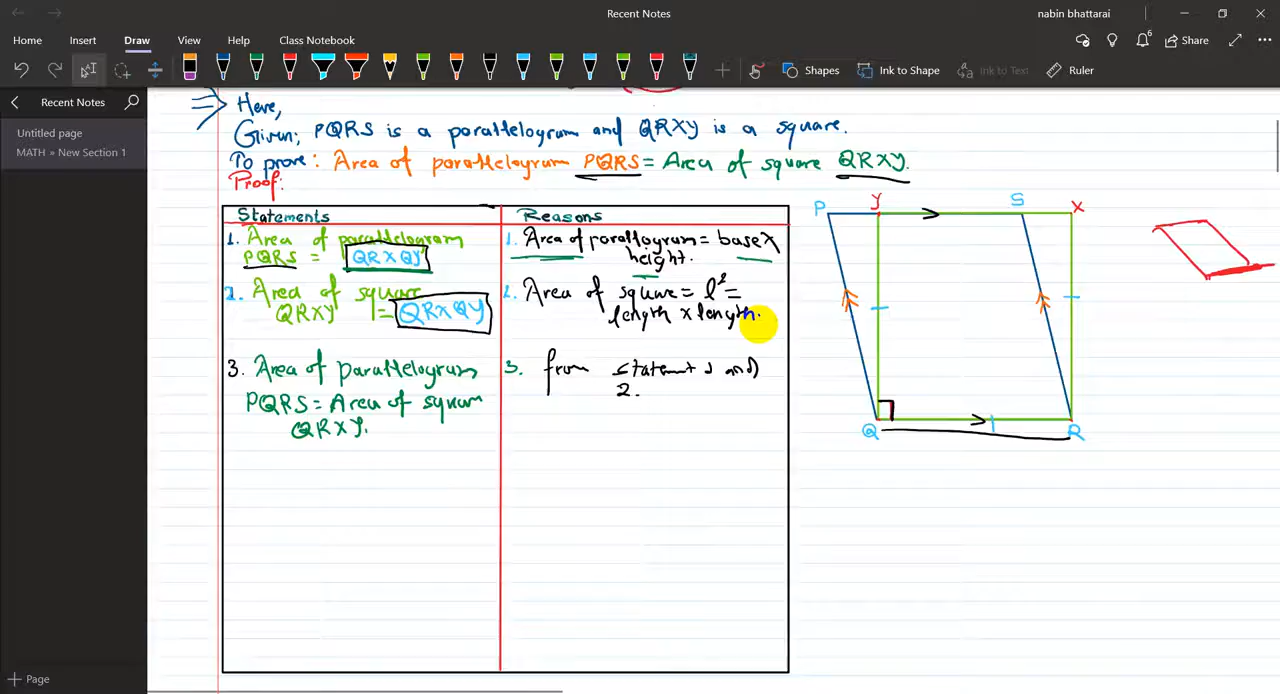 Recent Notes
nabin bhattarai
Home Insert Draw View Help Class Notebook
6
Share
Shapes
Ink to Shape
Ink to Text
Ruler
Recent Notes
Untitled page
MATH » New Section 1
Page
Here,
Given; PQRS is a parallelogram and QRXY is a square.
To prove: Area of parallelogram PQRS = Area of square QRXY.
Proof:
Statements
1. Area of parallelogram
PQRS = QR X QY
2. Area of square
QRXY = QR X QY
3. Area of parallelogram
PQRS = Area of squam
QRXY.
Reasons
1. Area of parallogram = base x
height.
2. Area of square = l² =
length x length.
3. from statement 1 and
2.
P Y S X
Q R